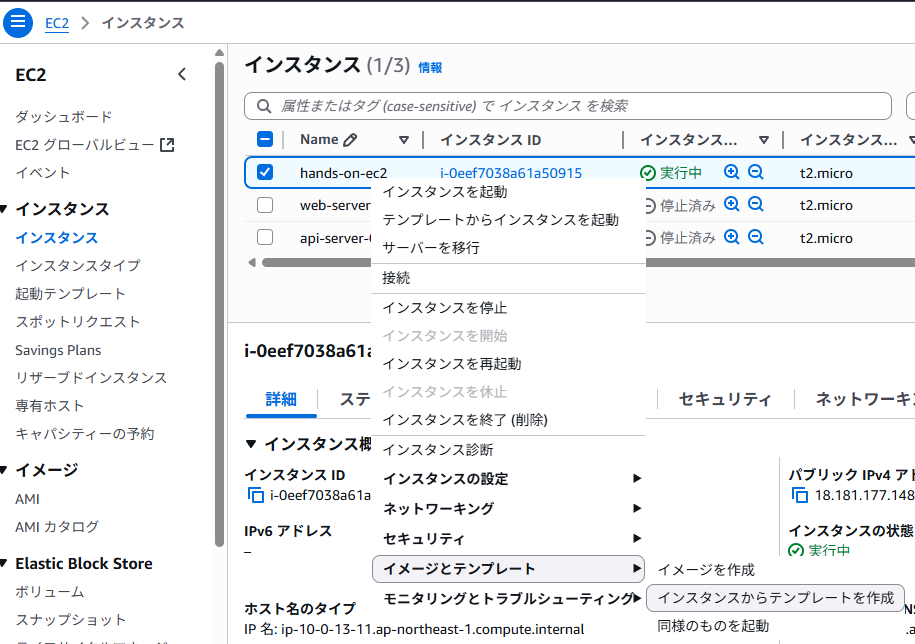 EC2 > インスタンス
EC2
ダッシュボード
EC2 グローバルビュー
イベント
インスタンス
インスタンス
インスタンスタイプ
起動テンプレート
スポットリクエスト
Savings Plans
リザーブドインスタンス
専有ホスト
キャパシティーの予約
イメージ
AMI
AMI カタログ
Elastic Block Store
ボリューム
スナップショット
インスタンス (1/3) 情報
属性またはタグ (case-sensitive) で インスタンス を検索
Name インスタンス ID インスタンス... インスタンス...
hands-on-ec2 i-0eef7038a61a50915 実行中 t2.micro
web-server 停止済み t2.micro
api-server- 停止済み t2.micro
インスタンスを起動
テンプレートからインスタンスを起動
サーバーを移行
接続
インスタンスを停止
インスタンスを開始
インスタンスを再起動
インスタンスを休止
インスタンスを終了 (削除)
インスタンス診断
インスタンスの設定
ネットワーキング
セキュリティ
イメージとテンプレート
モニタリングとトラブルシューティング
イメージを作成
インスタンスからテンプレートを作成
同様のものを起動
i-0eef7038a61a
詳細 ステ セキュリティ ネットワーキ
インスタンス概
インスタンス ID
i-0eef7038a61a
IPv6 アドレス
–
ホスト名のタイプ
IP 名: ip-10-0-13-11.ap-northeast-1.compute.internal
パブリック IPv4 アド
18.181.177.148
インスタンスの状態
実行中